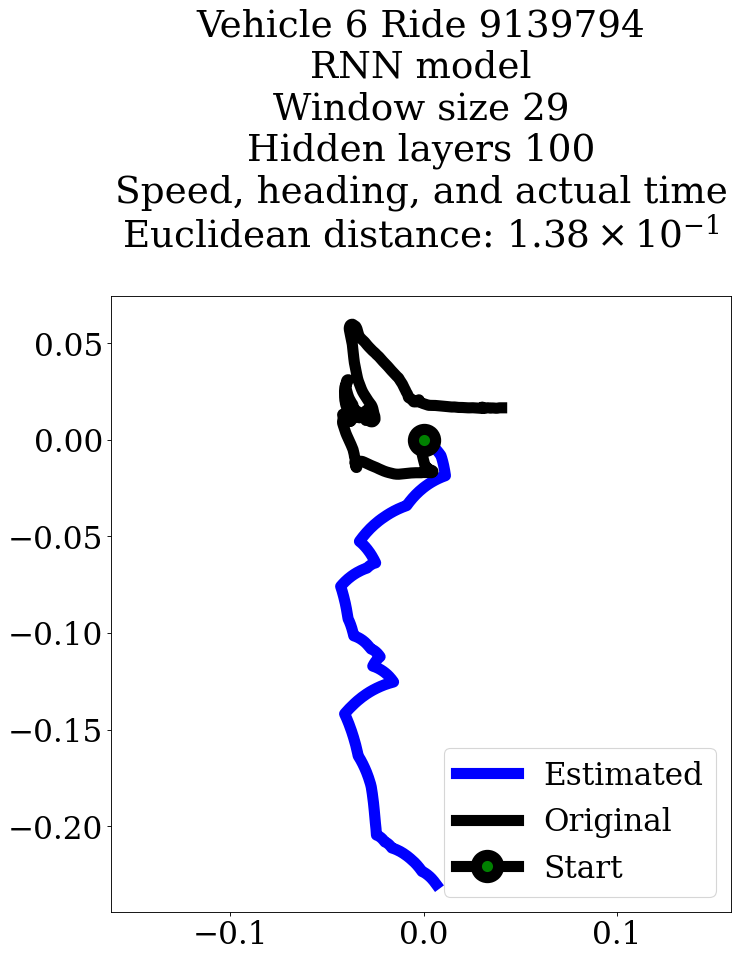 Vehicle 6 Ride 9139794
RNN model
Window size 29
Hidden layers 100
Speed, heading, and actual time
Euclidean distance: 1.38 × 10⁻¹
0.05
0.00
−0.05
−0.10
−0.15
−0.20
Estimated
Original
Start
−0.1
0.0
0.1